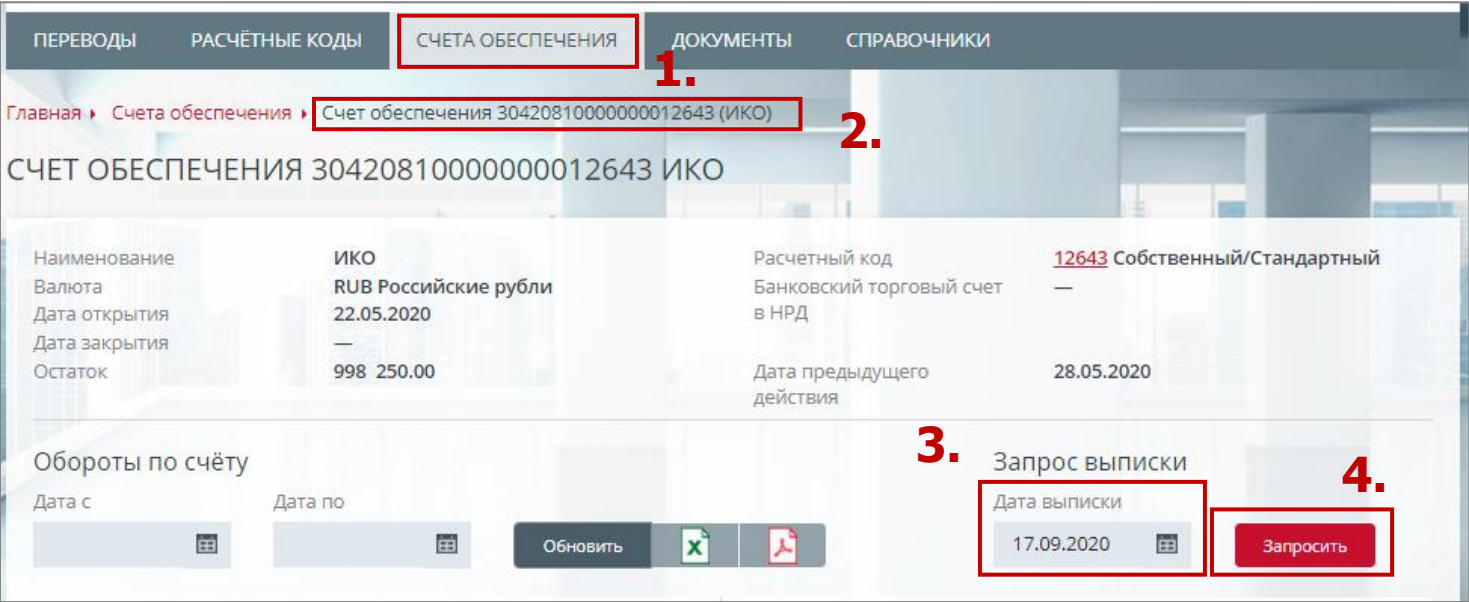 ПЕРЕВОДЫ РАСЧЁТНЫЕ КОДЫ СЧЕТА ОБЕСПЕЧЕНИЯ ДОКУМЕНТЫ СПРАВОЧНИКИ
1.
Главная Счета обеспечения Счет обеспечения 30420810000000012643 (ИКО)
2.
СЧЕТ ОБЕСПЕЧЕНИЯ 30420810000000012643 ИКО
Наименование ИКО Расчетный код 12643 Собственный/Стандартный
Валюта RUB Российские рубли Банковский торговый счет —
Дата открытия 22.05.2020 в НРД
Дата закрытия —
Остаток 998 250.00 Дата предыдущего 28.05.2020
действия
3.
Обороты по счёту Запрос выписки
4.
Дата с Дата по Дата выписки
Обновить 17.09.2020 Запросить